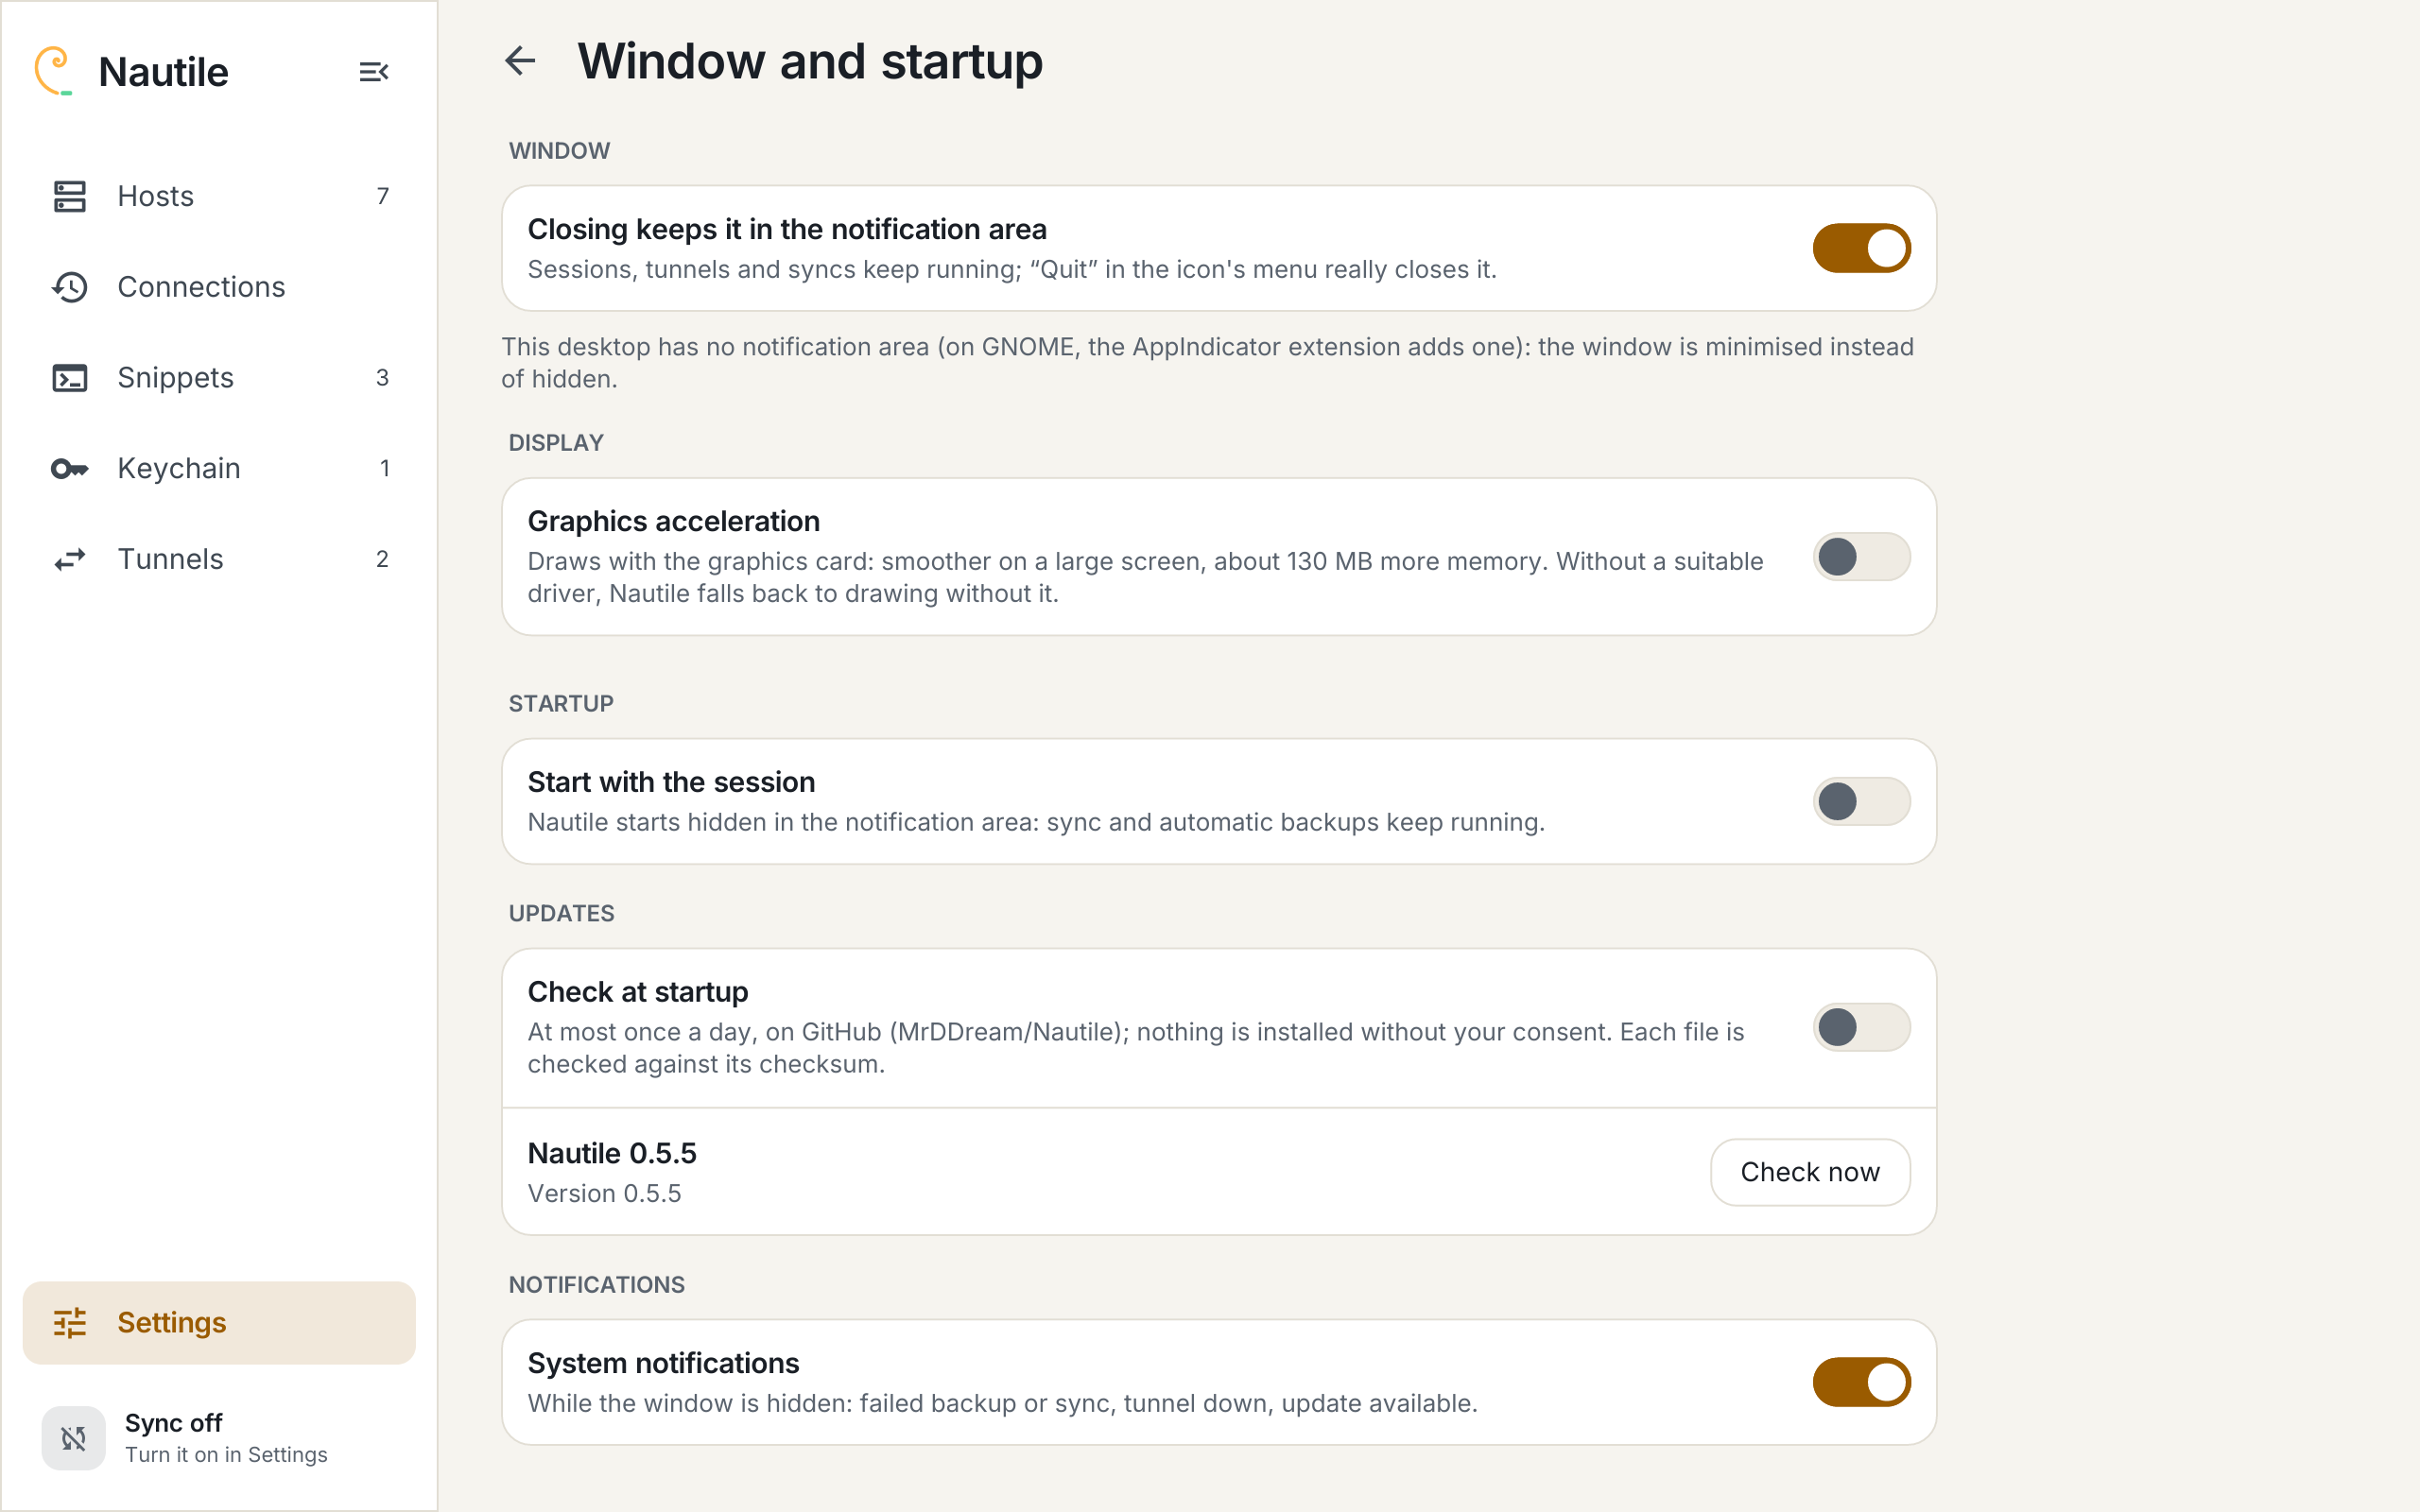 Nautile
Hosts 7
Connections
Snippets 3
Keychain 1
Tunnels 2
Settings
Sync off
Turn it on in Settings
Window and startup
WINDOW
Closing keeps it in the notification area
Sessions, tunnels and syncs keep running; “Quit” in the icon's menu really closes it.
This desktop has no notification area (on GNOME, the AppIndicator extension adds one): the window is minimised instead
of hidden.
DISPLAY
Graphics acceleration
Draws with the graphics card: smoother on a large screen, about 130 MB more memory. Without a suitable
driver, Nautile falls back to drawing without it.
STARTUP
Start with the session
Nautile starts hidden in the notification area: sync and automatic backups keep running.
UPDATES
Check at startup
At most once a day, on GitHub (MrDDream/Nautile); nothing is installed without your consent. Each file is
checked against its checksum.
Nautile 0.5.5
Version 0.5.5
Check now
NOTIFICATIONS
System notifications
While the window is hidden: failed backup or sync, tunnel down, update available.